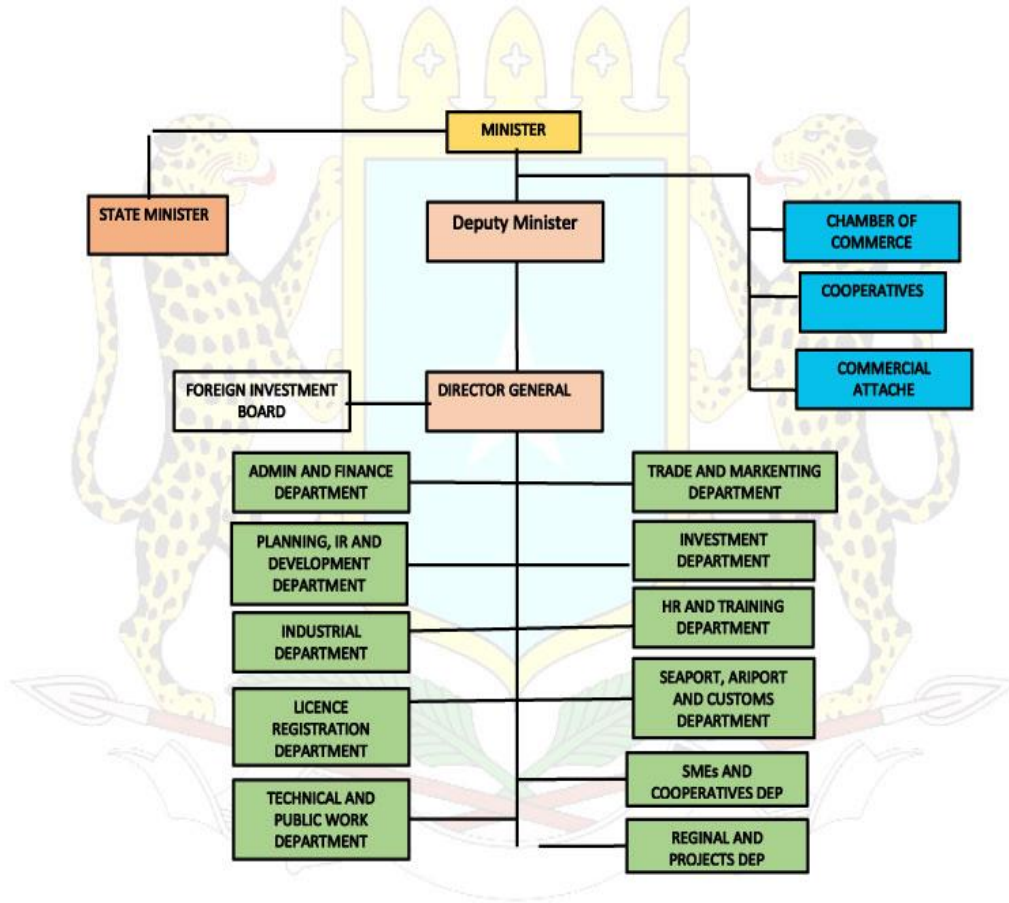 MINISTER
STATE MINISTER
Deputy Minister
CHAMBER OF
COMMERCE
COOPERATIVES
COMMERCIAL
ATTACHE
FOREIGN INVESTMENT
BOARD
DIRECTOR GENERAL
ADMIN AND FINANCE
DEPARTMENT
TRADE AND MARKENTING
DEPARTMENT
PLANNING, IR AND
DEVELOPMENT
DEPARTMENT
INVESTMENT
DEPARTMENT
INDUSTRIAL
DEPARTMENT
HR AND TRAINING
DEPARTMENT
LICENCE
REGISTRATION
DEPARTMENT
SEAPORT, ARIPORT
AND CUSTOMS
DEPARTMENT
TECHNICAL AND
PUBLIC WORK
DEPARTMENT
SMEs AND
COOPERATIVES DEP
REGINAL AND
PROJECTS DEP